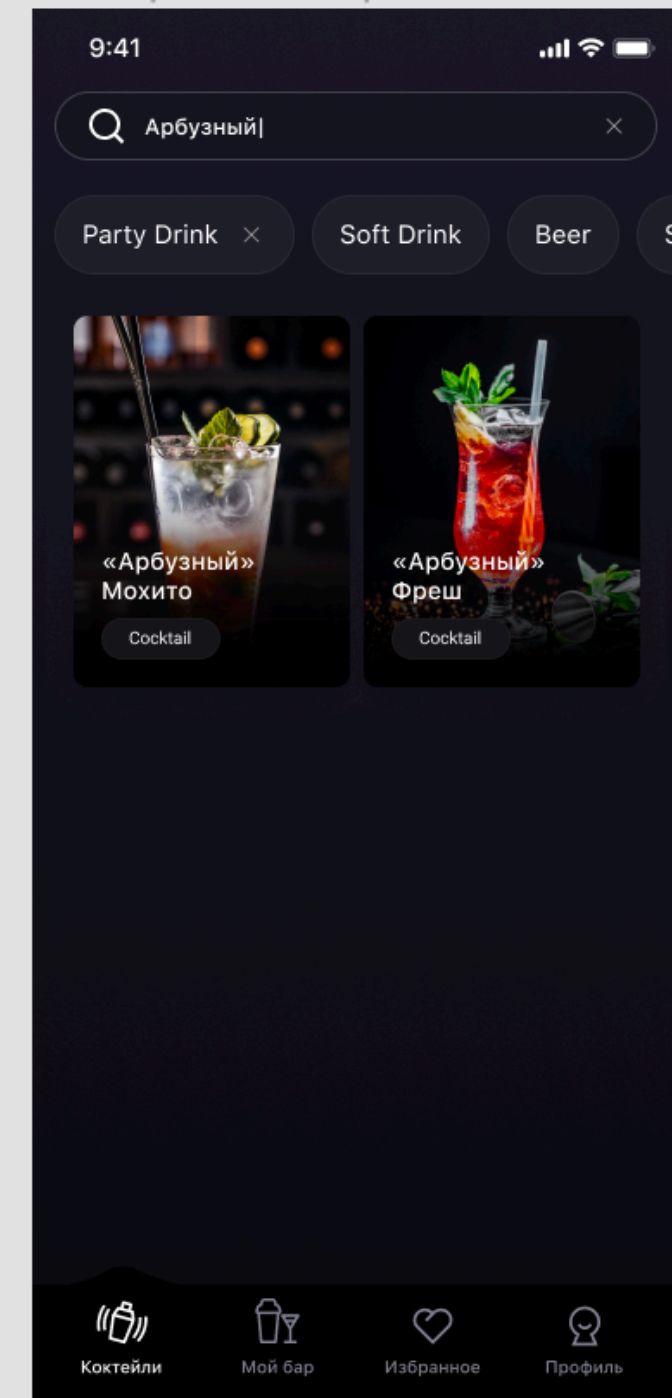 9:41
Арбузный
Party Drink
Soft Drink
Beer
«Арбузный»
Мохито
Cocktail
«Арбузный»
Фреш
Cocktail
Коктейли
Мой бар
Избранное
Профиль